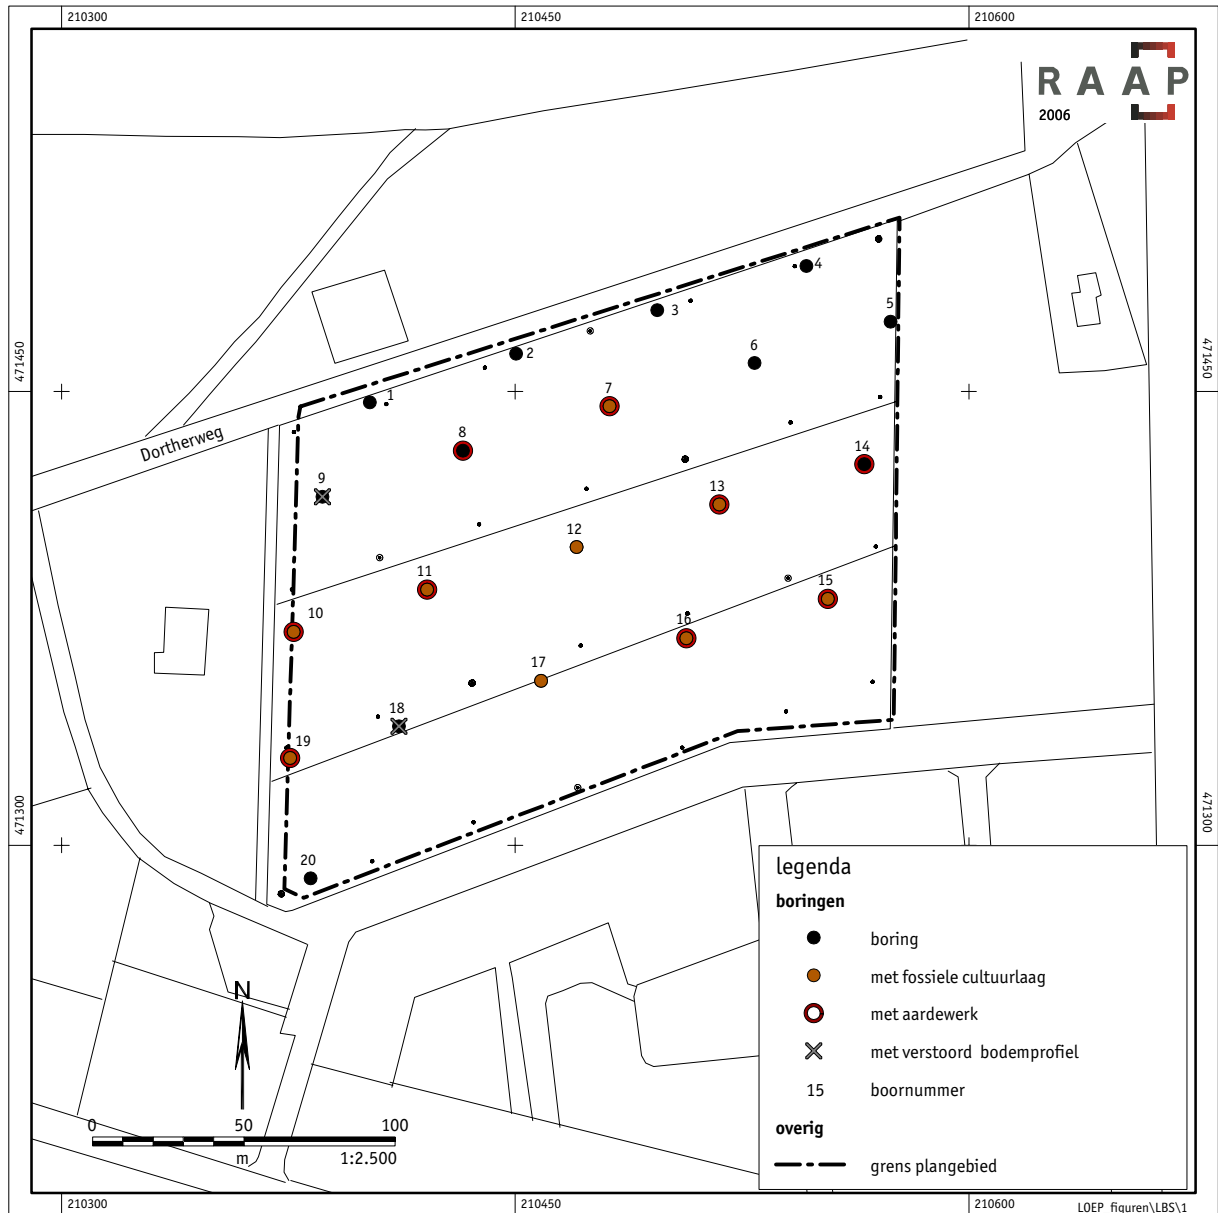 210300
210450
210600
RAAP
2006
471450
471450
Dortherweg
1
2
3
4
5
6
7
8
9
10
11
12
13
14
15
16
17
18
19
20
471300
471300
N
0 50 100
m 1:2.500
legenda
boringen
boring
met fossiele cultuurlaag
met aardewerk
met verstoord bodemprofiel
15 boornummer
overig
grens plangebied
210300
210450
210600
LOEP_figuren\LBS\1